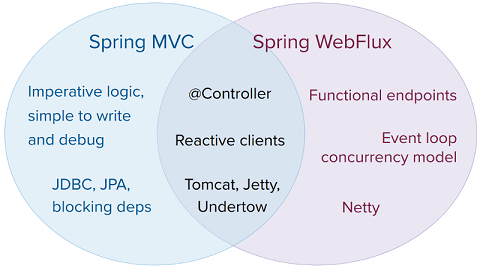 Spring MVC
Spring WebFlux
Imperative logic,
simple to write
and debug
JDBC, JPA,
blocking deps
@Controller
Reactive clients
Tomcat, Jetty,
Undertow
Functional endpoints
Event loop
concurrency model
Netty